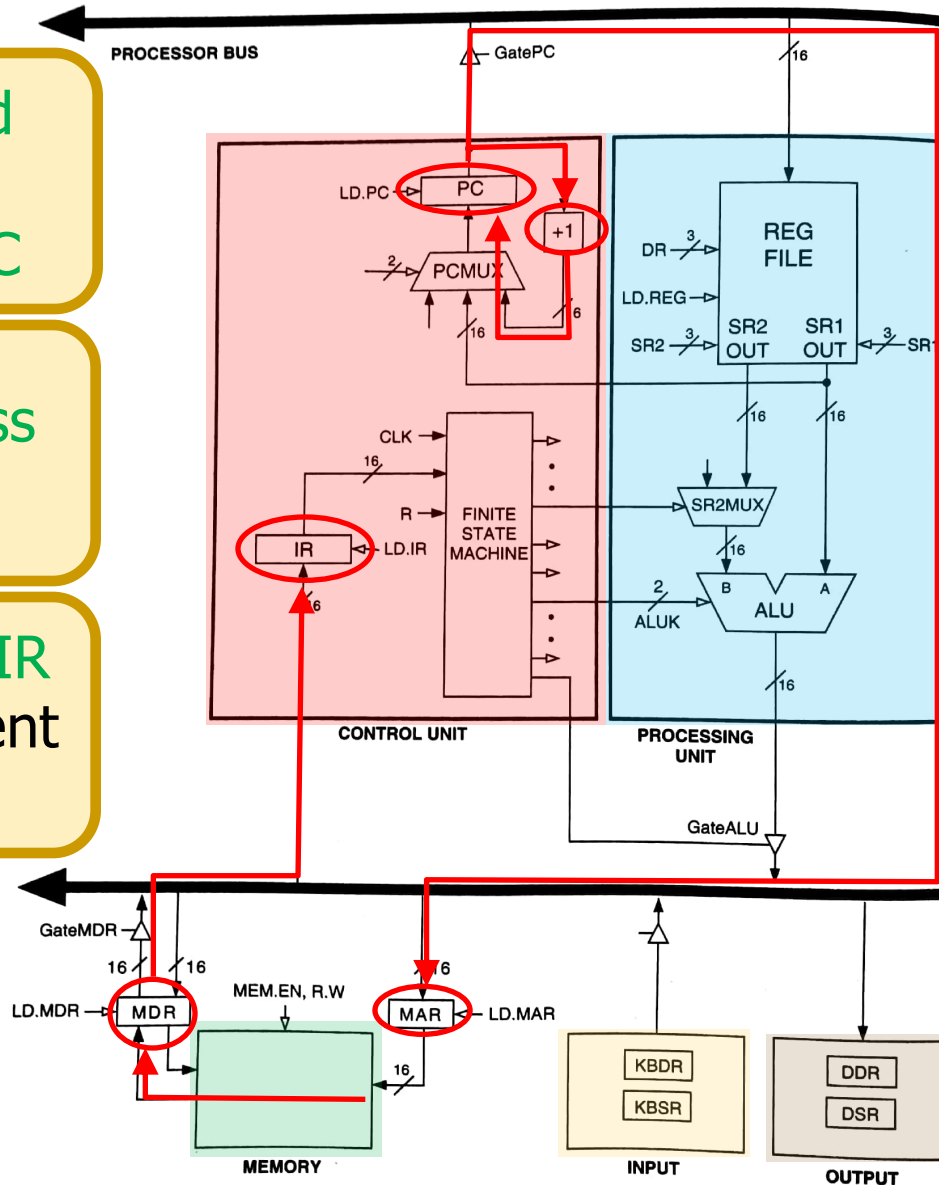 PROCESSOR BUS
GatePC
16
d
C
ss
IR
ent
LD.PC
PC
+1
2
PCMUX
16
6
REG
FILE
DR
3
LD.REG
SR2
3
SR2
OUT
SR1
OUT
3
SR1
16
16
CLK
16
R
FINITE
STATE
MACHINE
IR
LD.IR
16
SR2MUX
16
B
A
ALU
2
ALUK
16
CONTROL UNIT
PROCESSING
UNIT
GateALU
GateMDR
16
16
16
LD.MDR
MDR
MEM.EN, R.W
MAR
LD.MAR
16
KBDR
KBSR
DDR
DSR
MEMORY
INPUT
OUTPUT